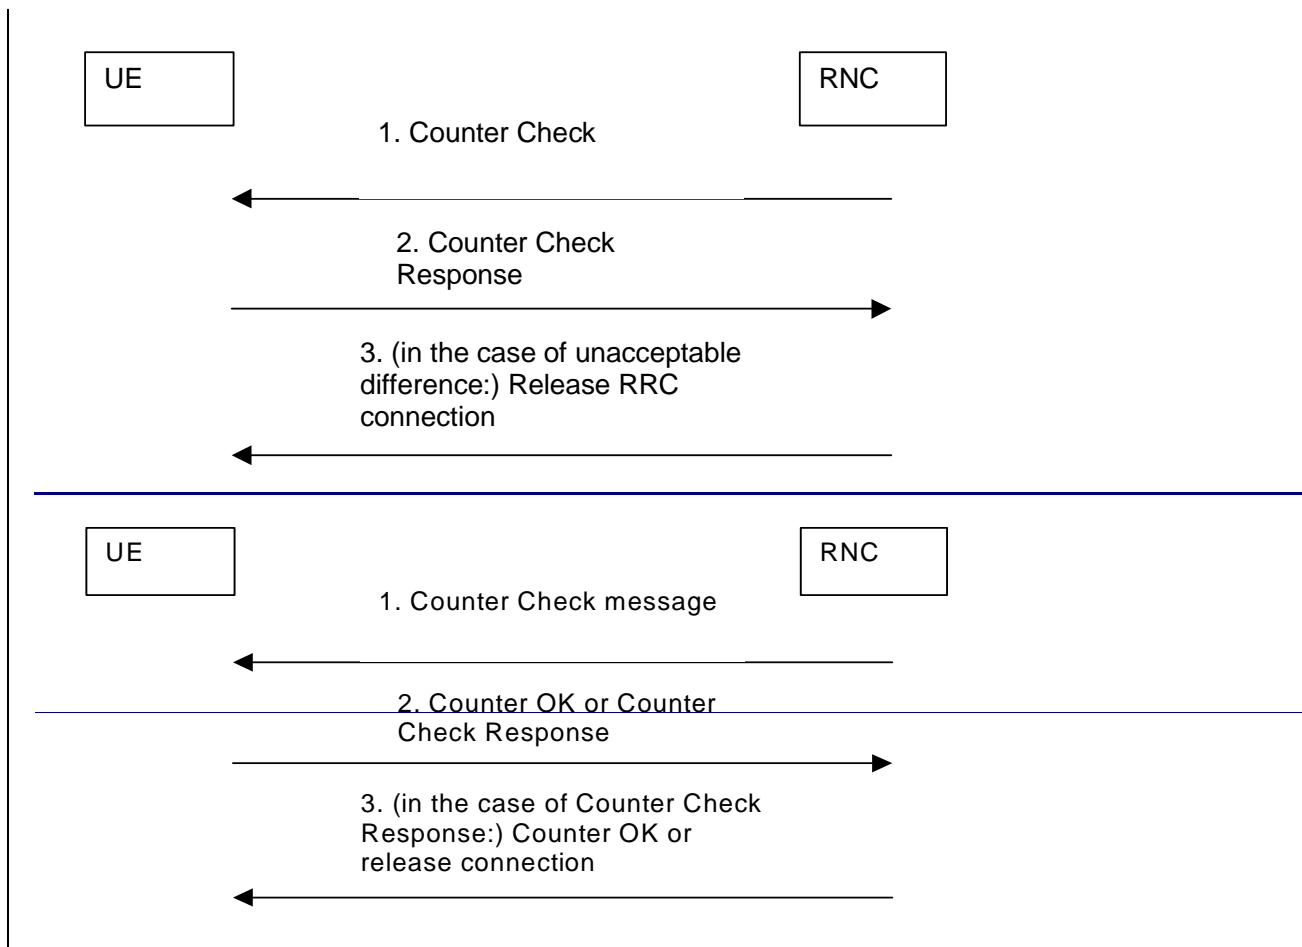 UE
RNC
1. Counter Check
2. Counter Check
Response
3. (in the case of unacceptable
difference:) Release RRC
connection
UE
RNC
1. Counter Check message
2. Counter OK or Counter
Check Response
3. (in the case of Counter Check
Response:) Counter OK or
release connection